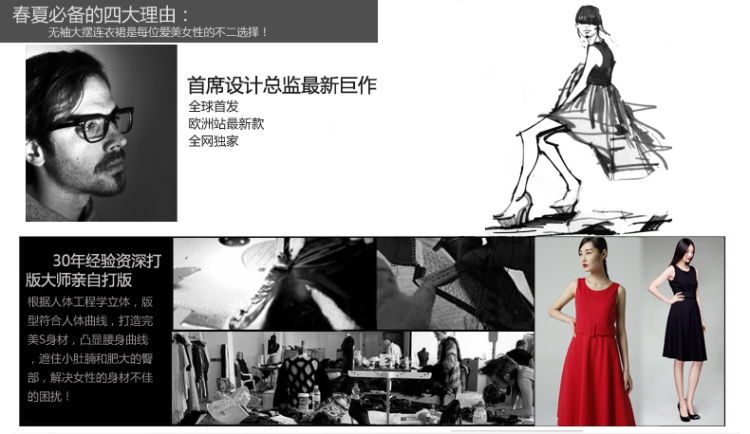 春夏必备的四大理由：
无袖大摆连衣裙是每位爱美女性的不二选择！
首席设计总监最新巨作
全球首发
欧洲站最新款
全网独家
30年经验资深打
版大师亲自打版
根据人体工程学立体，版
型符合人体曲线，打造完
美S身材，凸显腰身曲线
，遮住小肚腩和肥大的臀
部，解决女性的身材不佳
的困扰！